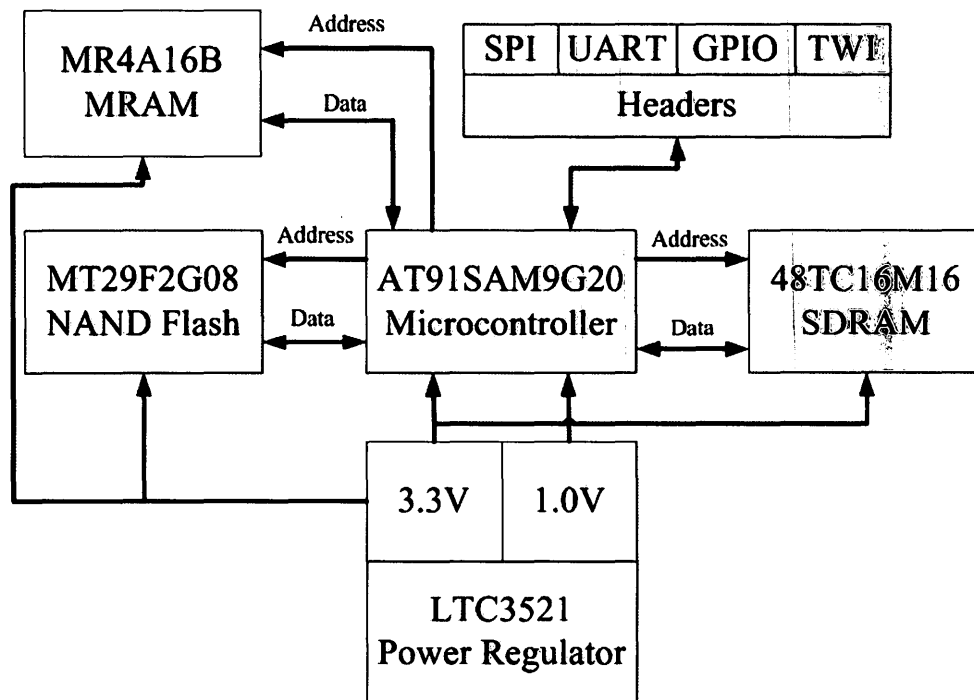 Address
MR4A16B
MRAM
Data
SPI UART GPIO TWI
Headers
Address
MT29F2G08
NAND Flash
Data
AT91SAM9G20
Microcontroller
Address
48TC16M16
SDRAM
Data
3.3V 1.0V
LTC3521
Power Regulator